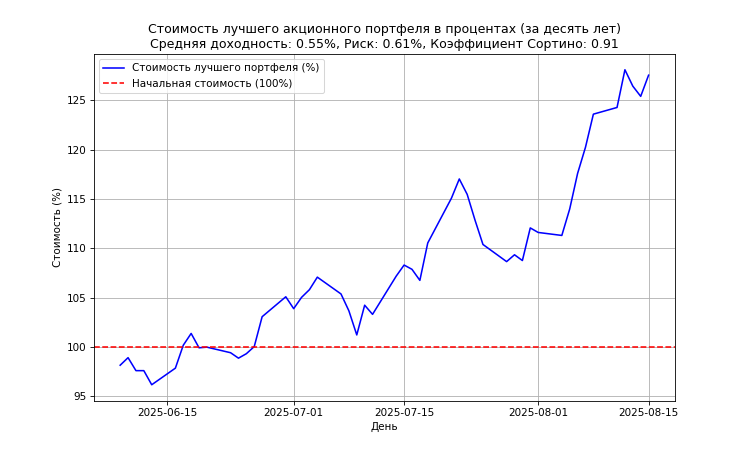 Стоимость лучшего акционного портфеля в процентах (за десять лет)
Средняя доходность: 0.55%, Риск: 0.61%, Коэффициент Сортино: 0.91
Стоимость лучшего портфеля (%)
Начальная стоимость (100%)
Стоимость (%)
125
120
115
110
105
100
95
2025-06-15
2025-07-01
2025-07-15
2025-08-01
2025-08-15
День